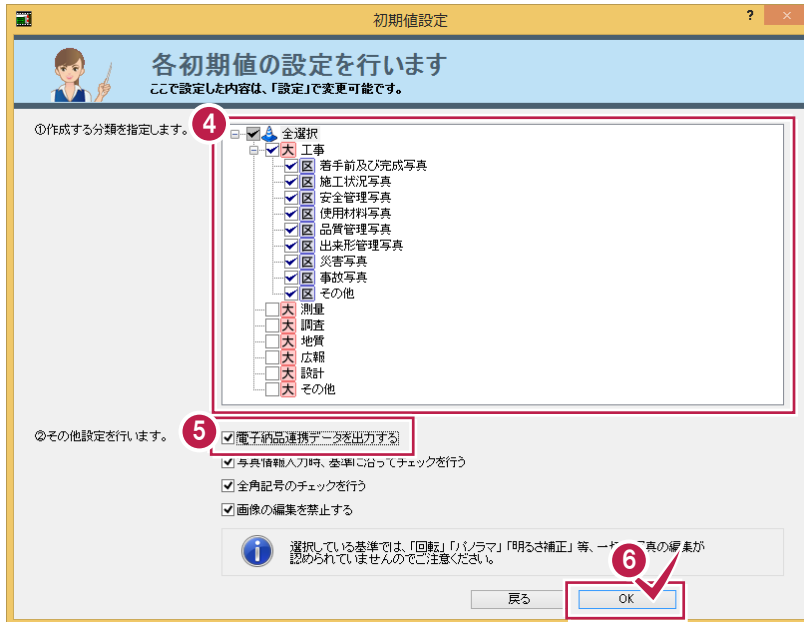 初期値設定
?
×
各初期値の設定を行います
ここで設定した内容は、「設定」で変更可能です。
①作成する分類を指定します。
4
全選択
大 工事
区 着手前及び完成写真
区 施工状況写真
区 安全管理写真
区 使用材料写真
区 品質管理写真
区 出来形管理写真
区 災害写真
区 事故写真
区 その他
大 測量
大 調査
大 地質
大 広報
大 設計
大 その他
②その他設定を行います。
5
電子納品連携データを出力する
写真情報入力時、基準に沿ってチェックを行う
全角記号のチェックを行う
画像の編集を禁止する
選択している基準では、「回転」「パノラマ」「明るさ補正」等、一切の写真の編集が
認められていませんのでご注意ください。
6
戻る
OK